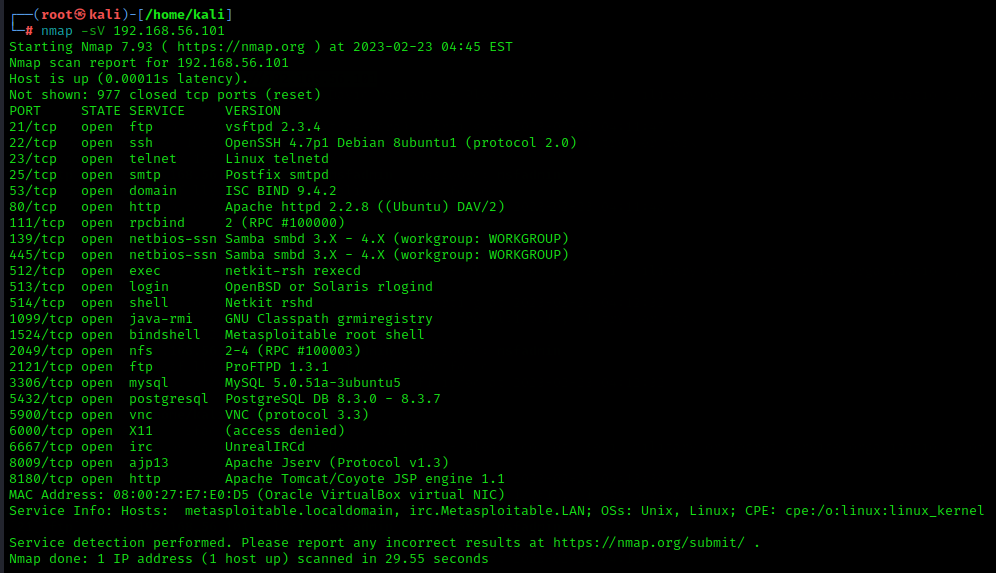 ┌──(root㉿kali)-[/home/kali]
└─# nmap -sV 192.168.56.101
Starting Nmap 7.93 ( https://nmap.org ) at 2023-02-23 04:45 EST
Nmap scan report for 192.168.56.101
Host is up (0.00011s latency).
Not shown: 977 closed tcp ports (reset)
PORT     STATE SERVICE     VERSION
21/tcp   open  ftp         vsftpd 2.3.4
22/tcp   open  ssh         OpenSSH 4.7p1 Debian 8ubuntu1 (protocol 2.0)
23/tcp   open  telnet      Linux telnetd
25/tcp   open  smtp        Postfix smtpd
53/tcp   open  domain      ISC BIND 9.4.2
80/tcp   open  http        Apache httpd 2.2.8 ((Ubuntu) DAV/2)
111/tcp  open  rpcbind     2 (RPC #100000)
139/tcp  open  netbios-ssn Samba smbd 3.X - 4.X (workgroup: WORKGROUP)
445/tcp  open  netbios-ssn Samba smbd 3.X - 4.X (workgroup: WORKGROUP)
512/tcp  open  exec        netkit-rsh rexecd
513/tcp  open  login       OpenBSD or Solaris rlogind
514/tcp  open  shell       Netkit rshd
1099/tcp open  java-rmi    GNU Classpath grmiregistry
1524/tcp open  bindshell   Metasploitable root shell
2049/tcp open  nfs         2-4 (RPC #100003)
2121/tcp open  ftp         ProFTPD 1.3.1
3306/tcp open  mysql       MySQL 5.0.51a-3ubuntu5
5432/tcp open  postgresql  PostgreSQL DB 8.3.0 - 8.3.7
5900/tcp open  vnc         VNC (protocol 3.3)
6000/tcp open  X11         (access denied)
6667/tcp open  irc         UnrealIRCd
8009/tcp open  ajp13       Apache Jserv (Protocol v1.3)
8180/tcp open  http        Apache Tomcat/Coyote JSP engine 1.1
MAC Address: 08:00:27:E7:E0:D5 (Oracle VirtualBox virtual NIC)
Service Info: Hosts:  metasploitable.localdomain, irc.Metasploitable.LAN; OSs: Unix, Linux; CPE: cpe:/o:linux:linux_kernel

Service detection performed. Please report any incorrect results at https://nmap.org/submit/ .
Nmap done: 1 IP address (1 host up) scanned in 29.55 seconds